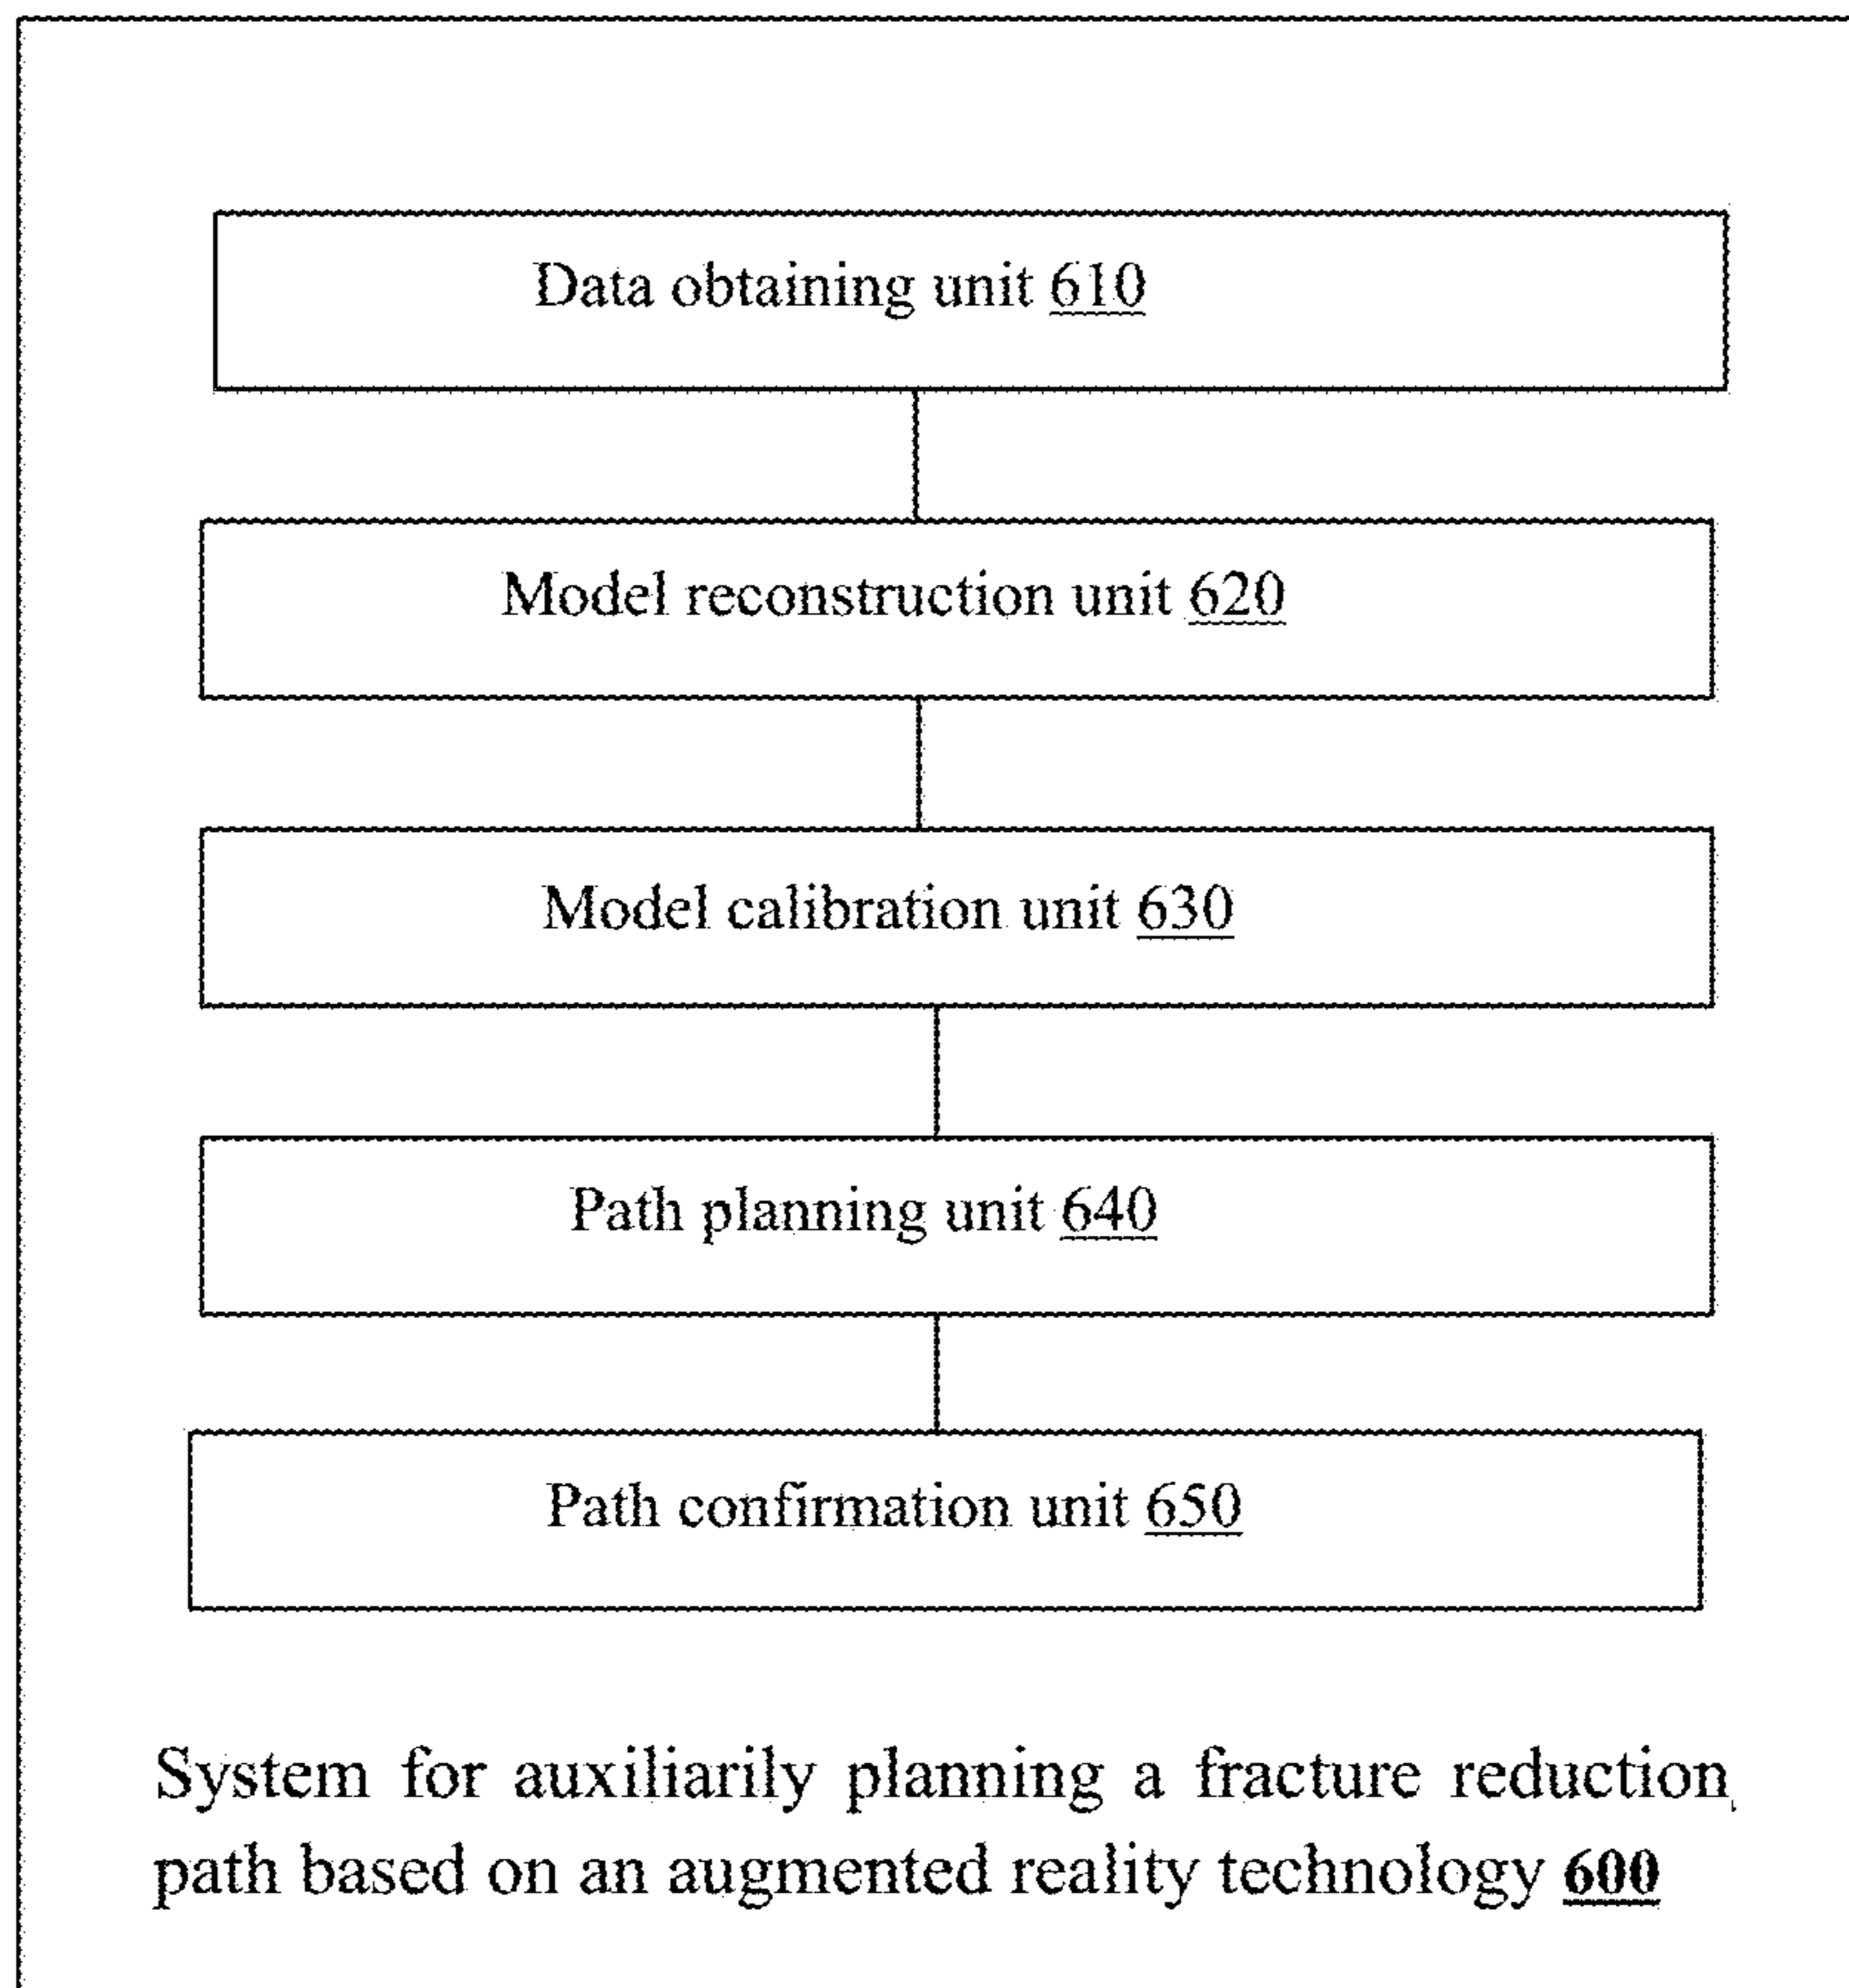 Data obtaining unit 610
Model reconstruction unit 620
Model calibration unit 630
Path planning unit 640
Path confirmation unit 650
System for auxiliarily planning a fracture reduction
path based on an augmented reality technology 600